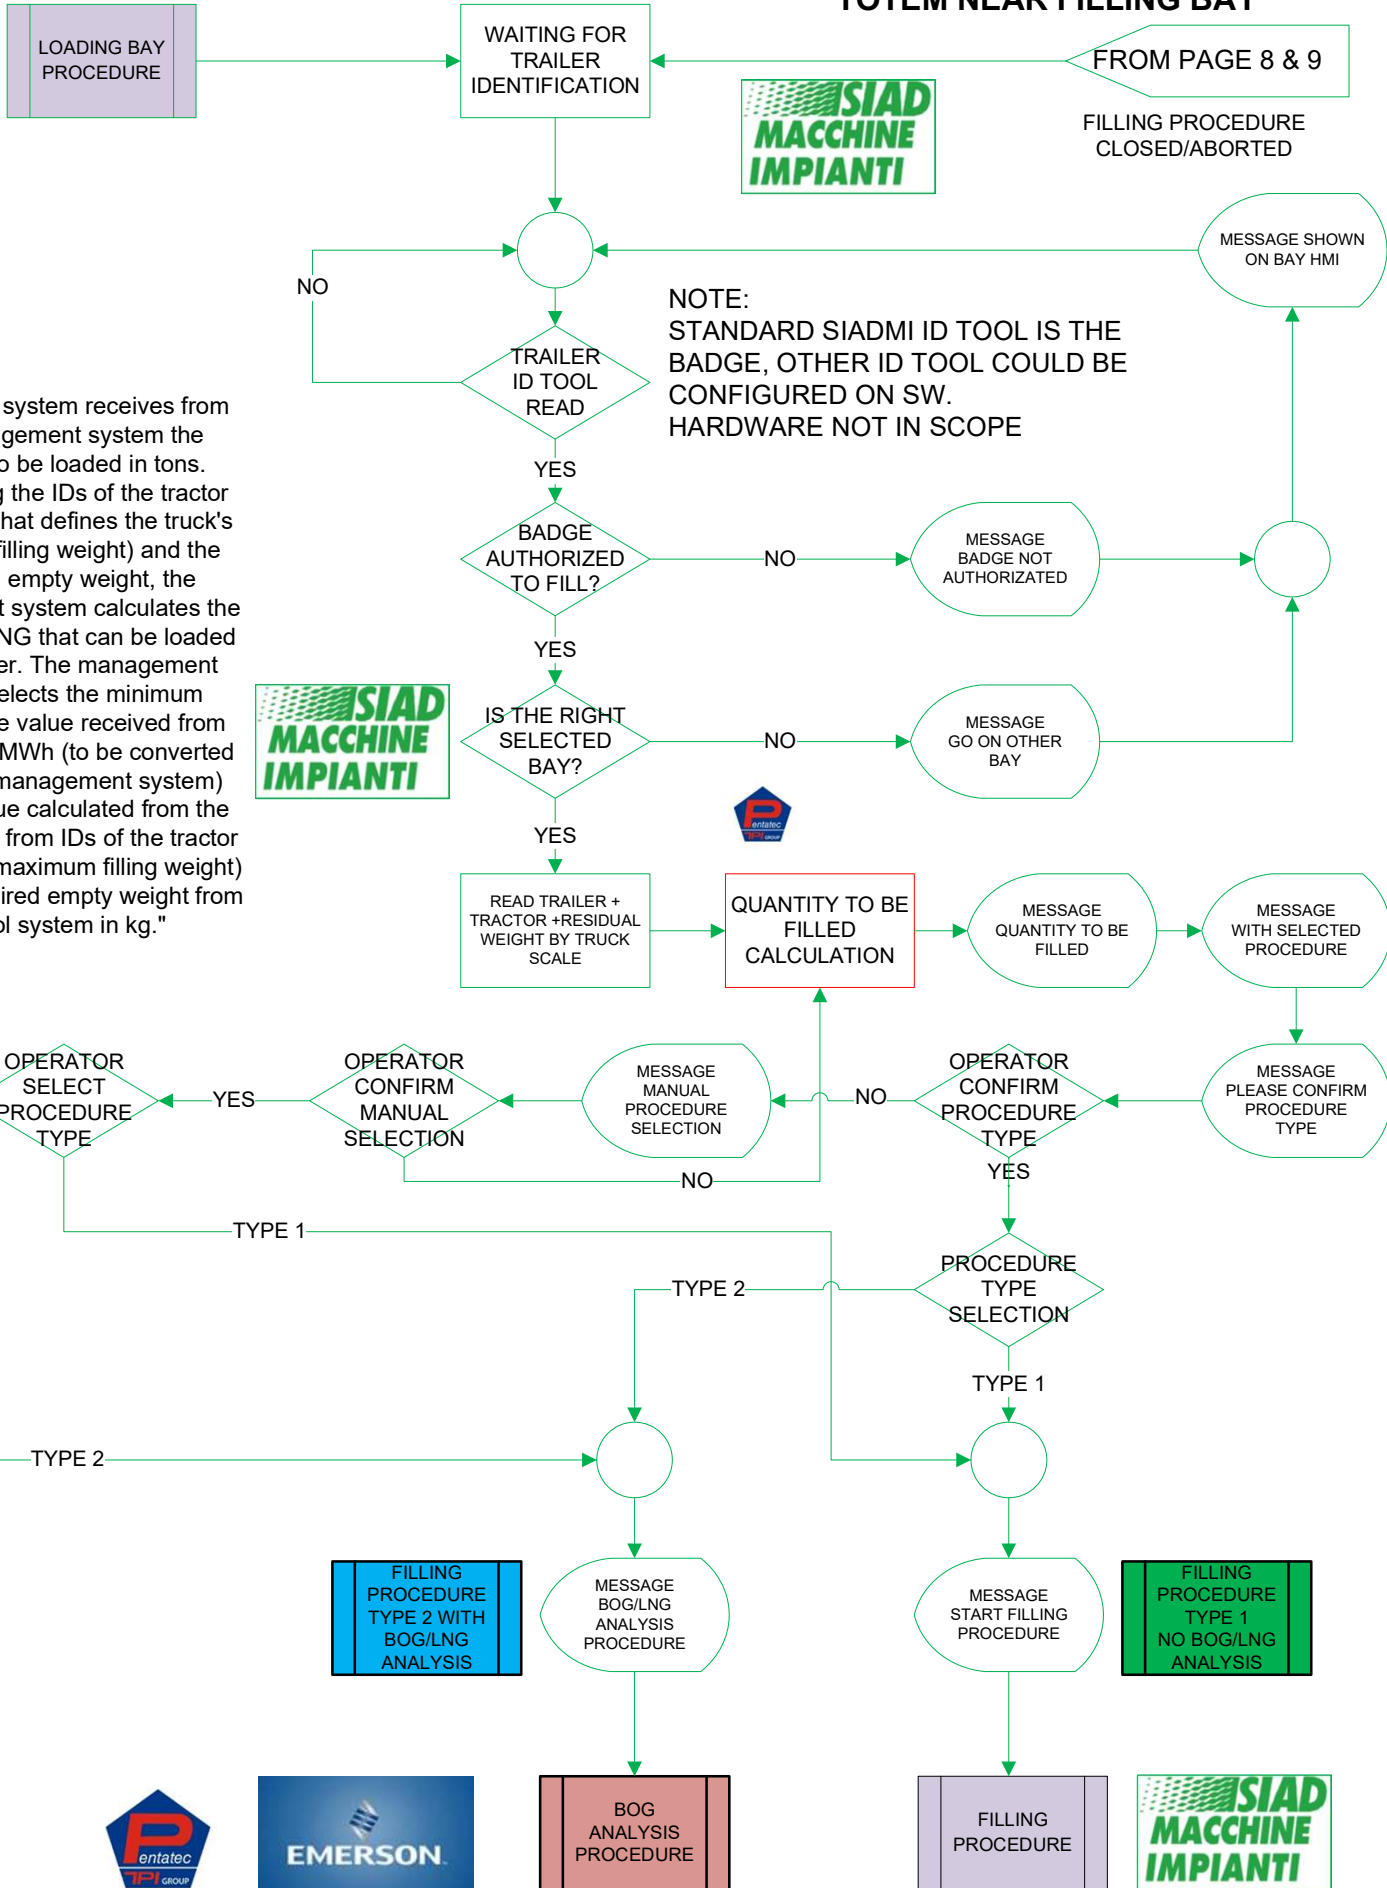 TOTEM NEAR FILLING BAY
LOADING BAY
PROCEDURE
WAITING FOR
TRAILER
IDENTIFICATION
FROM PAGE 8 & 9
SIAD
MACCHINE
IMPIANTI
FILLING PROCEDURE
CLOSED/ABORTED
MESSAGE SHOWN
ON BAY HMI
NO
NOTE:
STANDARD SIADMI ID TOOL IS THE
BADGE, OTHER ID TOOL COULD BE
CONFIGURED ON SW.
HARDWARE NOT IN SCOPE
TRAILER
ID TOOL
READ
YES
system receives from
gement system the
o be loaded in tons.
g the IDs of the tractor
hat defines the truck's
filling weight) and the
empty weight, the
t system calculates the
NG that can be loaded
er. The management
elects the minimum
e value received from
MWh (to be converted
management system)
ue calculated from the
from IDs of the tractor
maximum filling weight)
ired empty weight from
ol system in kg."
BADGE
AUTHORIZED
TO FILL?
NO
MESSAGE
BADGE NOT
AUTHORIZATED
YES
SIAD
MACCHINE
IMPIANTI
IS THE RIGHT
SELECTED
BAY?
NO
MESSAGE
GO ON OTHER
BAY
Pentatec
TPI GROUP
YES
READ TRAILER +
TRACTOR +RESIDUAL
WEIGHT BY TRUCK
SCALE
QUANTITY TO BE
FILLED
CALCULATION
MESSAGE
QUANTITY TO BE
FILLED
MESSAGE
WITH SELECTED
PROCEDURE
OPERATOR
SELECT
PROCEDURE
TYPE
YES
OPERATOR
CONFIRM
MANUAL
SELECTION
MESSAGE
MANUAL
PROCEDURE
SELECTION
NO
OPERATOR
CONFIRM
PROCEDURE
TYPE
MESSAGE
PLEASE CONFIRM
PROCEDURE
TYPE
NO
YES
TYPE 1
PROCEDURE
TYPE
SELECTION
TYPE 2
TYPE 1
TYPE 2
FILLING
PROCEDURE
TYPE 2 WITH
BOG/LNG
ANALYSIS
MESSAGE
BOG/LNG
ANALYSIS
PROCEDURE
MESSAGE
START FILLING
PROCEDURE
FILLING
PROCEDURE
TYPE 1
NO BOG/LNG
ANALYSIS
Pentatec
TPI GROUP
EMERSON
BOG
ANALYSIS
PROCEDURE
FILLING
PROCEDURE
SIAD
MACCHINE
IMPIANTI